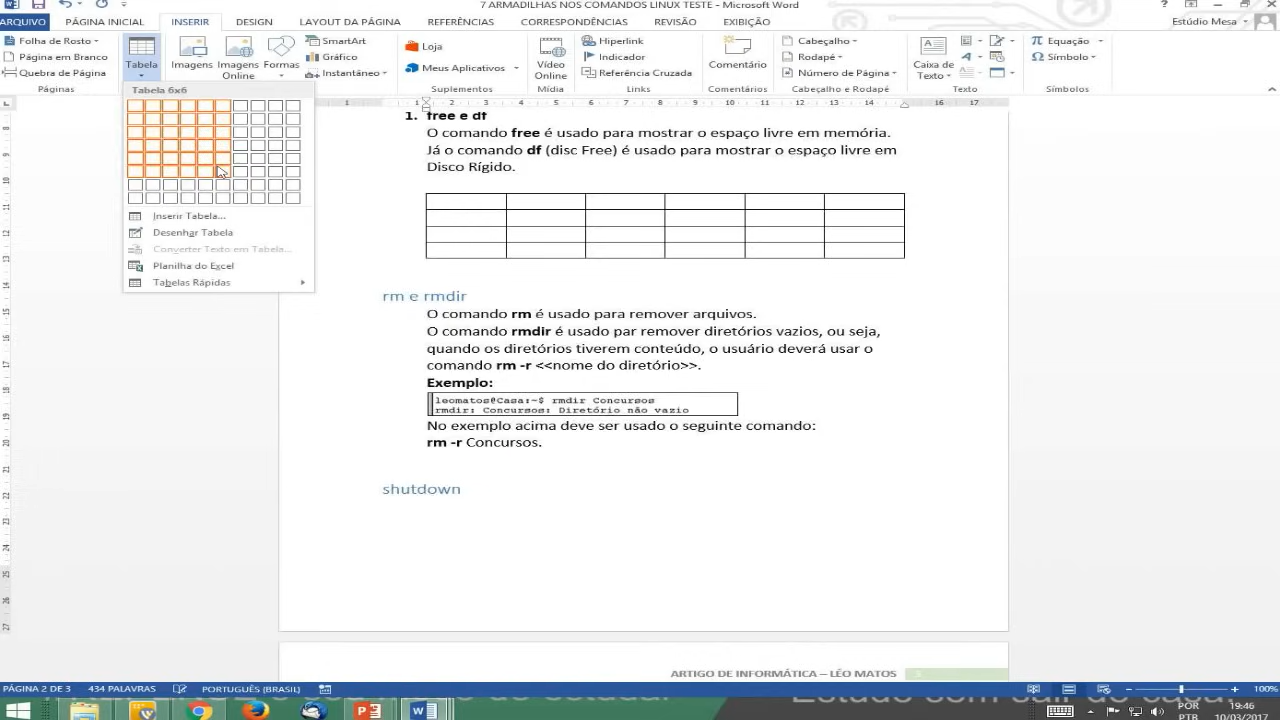 7 ARMADILHAS NOS COMANDOS LINUX TESTE - Microsoft Word
ARQUIVO PÁGINA INICIAL INSERIR DESIGN LAYOUT DA PÁGINA REFERÊNCIAS CORRESPONDÊNCIAS REVISÃO EXIBIÇÃO Estúdio Mesa
Folha de Rosto
Página em Branco
Quebra de Página
Páginas
Tabela
Imagens
Imagens Online
Formas
SmartArt
Gráfico
Instantâneo
Loja
Meus Aplicativos
Suplementos
Vídeo Online
Mídia
Hiperlink
Indicador
Referência Cruzada
Links
Comentário
Comentários
Cabeçalho
Rodapé
Número de Página
Cabeçalho e Rodapé
Caixa de Texto
Texto
Equação
Símbolo
Símbolos
Tabela 6x6
Inserir Tabela...
Desenhar Tabela
Converter Texto em Tabela...
Planilha do Excel
Tabelas Rápidas
1. free e df
O comando free é usado para mostrar o espaço livre em memória.
Já o comando df (disc Free) é usado para mostrar o espaço livre em
Disco Rígido.
rm e rmdir
O comando rm é usado para remover arquivos.
O comando rmdir é usado par remover diretórios vazios, ou seja,
quando os diretórios tiverem conteúdo, o usuário deverá usar o
comando rm -r <<nome do diretório>>.
Exemplo:
leomatos@Casa:~$ rmdir Concursos
rmdir: Concursos: Diretório não vazio
No exemplo acima deve ser usado o seguinte comando:
rm -r Concursos.
shutdown
ARTIGO DE INFORMÁTICA – LÉO MATOS 3
PÁGINA 2 DE 3 434 PALAVRAS PORTUGUÊS (BRASIL) 100%
POR
PTB
19:46
10/03/2017